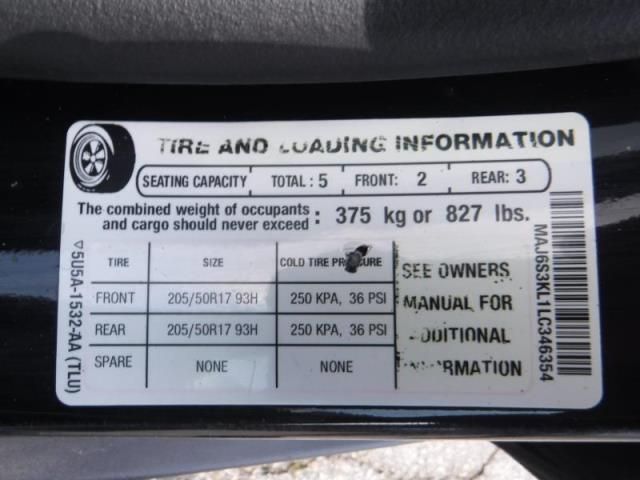 TIRE AND LOADING INFORMATION
SEATING CAPACITY TOTAL : 5 FRONT: 2 REAR: 3
The combined weight of occupants and cargo should never exceed : 375 kg or 827 lbs.
TIRE SIZE COLD TIRE PRESSURE
FRONT 205/50R17 93H 250 KPA, 36 PSI
REAR 205/50R17 93H 250 KPA, 36 PSI
SPARE NONE NONE
SEE OWNERS
MANUAL FOR
ADDITIONAL
INFORMATION
5U5A-1532-AA (TLU)
MAJ6S3KL1LC346354